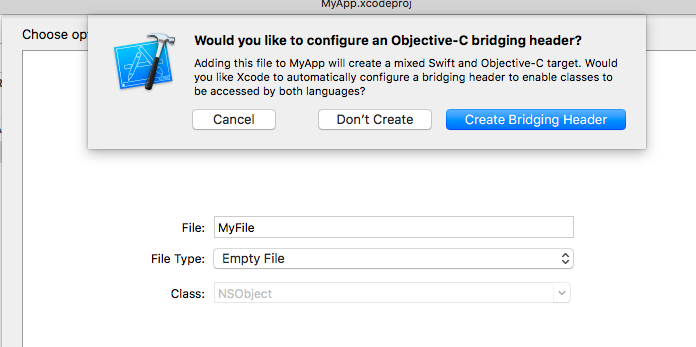 MyApp.xcodeproj
Choose op
Would you like to configure an Objective-C bridging header?
Adding this file to MyApp will create a mixed Swift and Objective-C target. Would
you like Xcode to automatically configure a bridging header to enable classes to
be accessed by both languages?
Cancel Don't Create Create Bridging Header
File: MyFile
File Type: Empty File
Class: NSObject